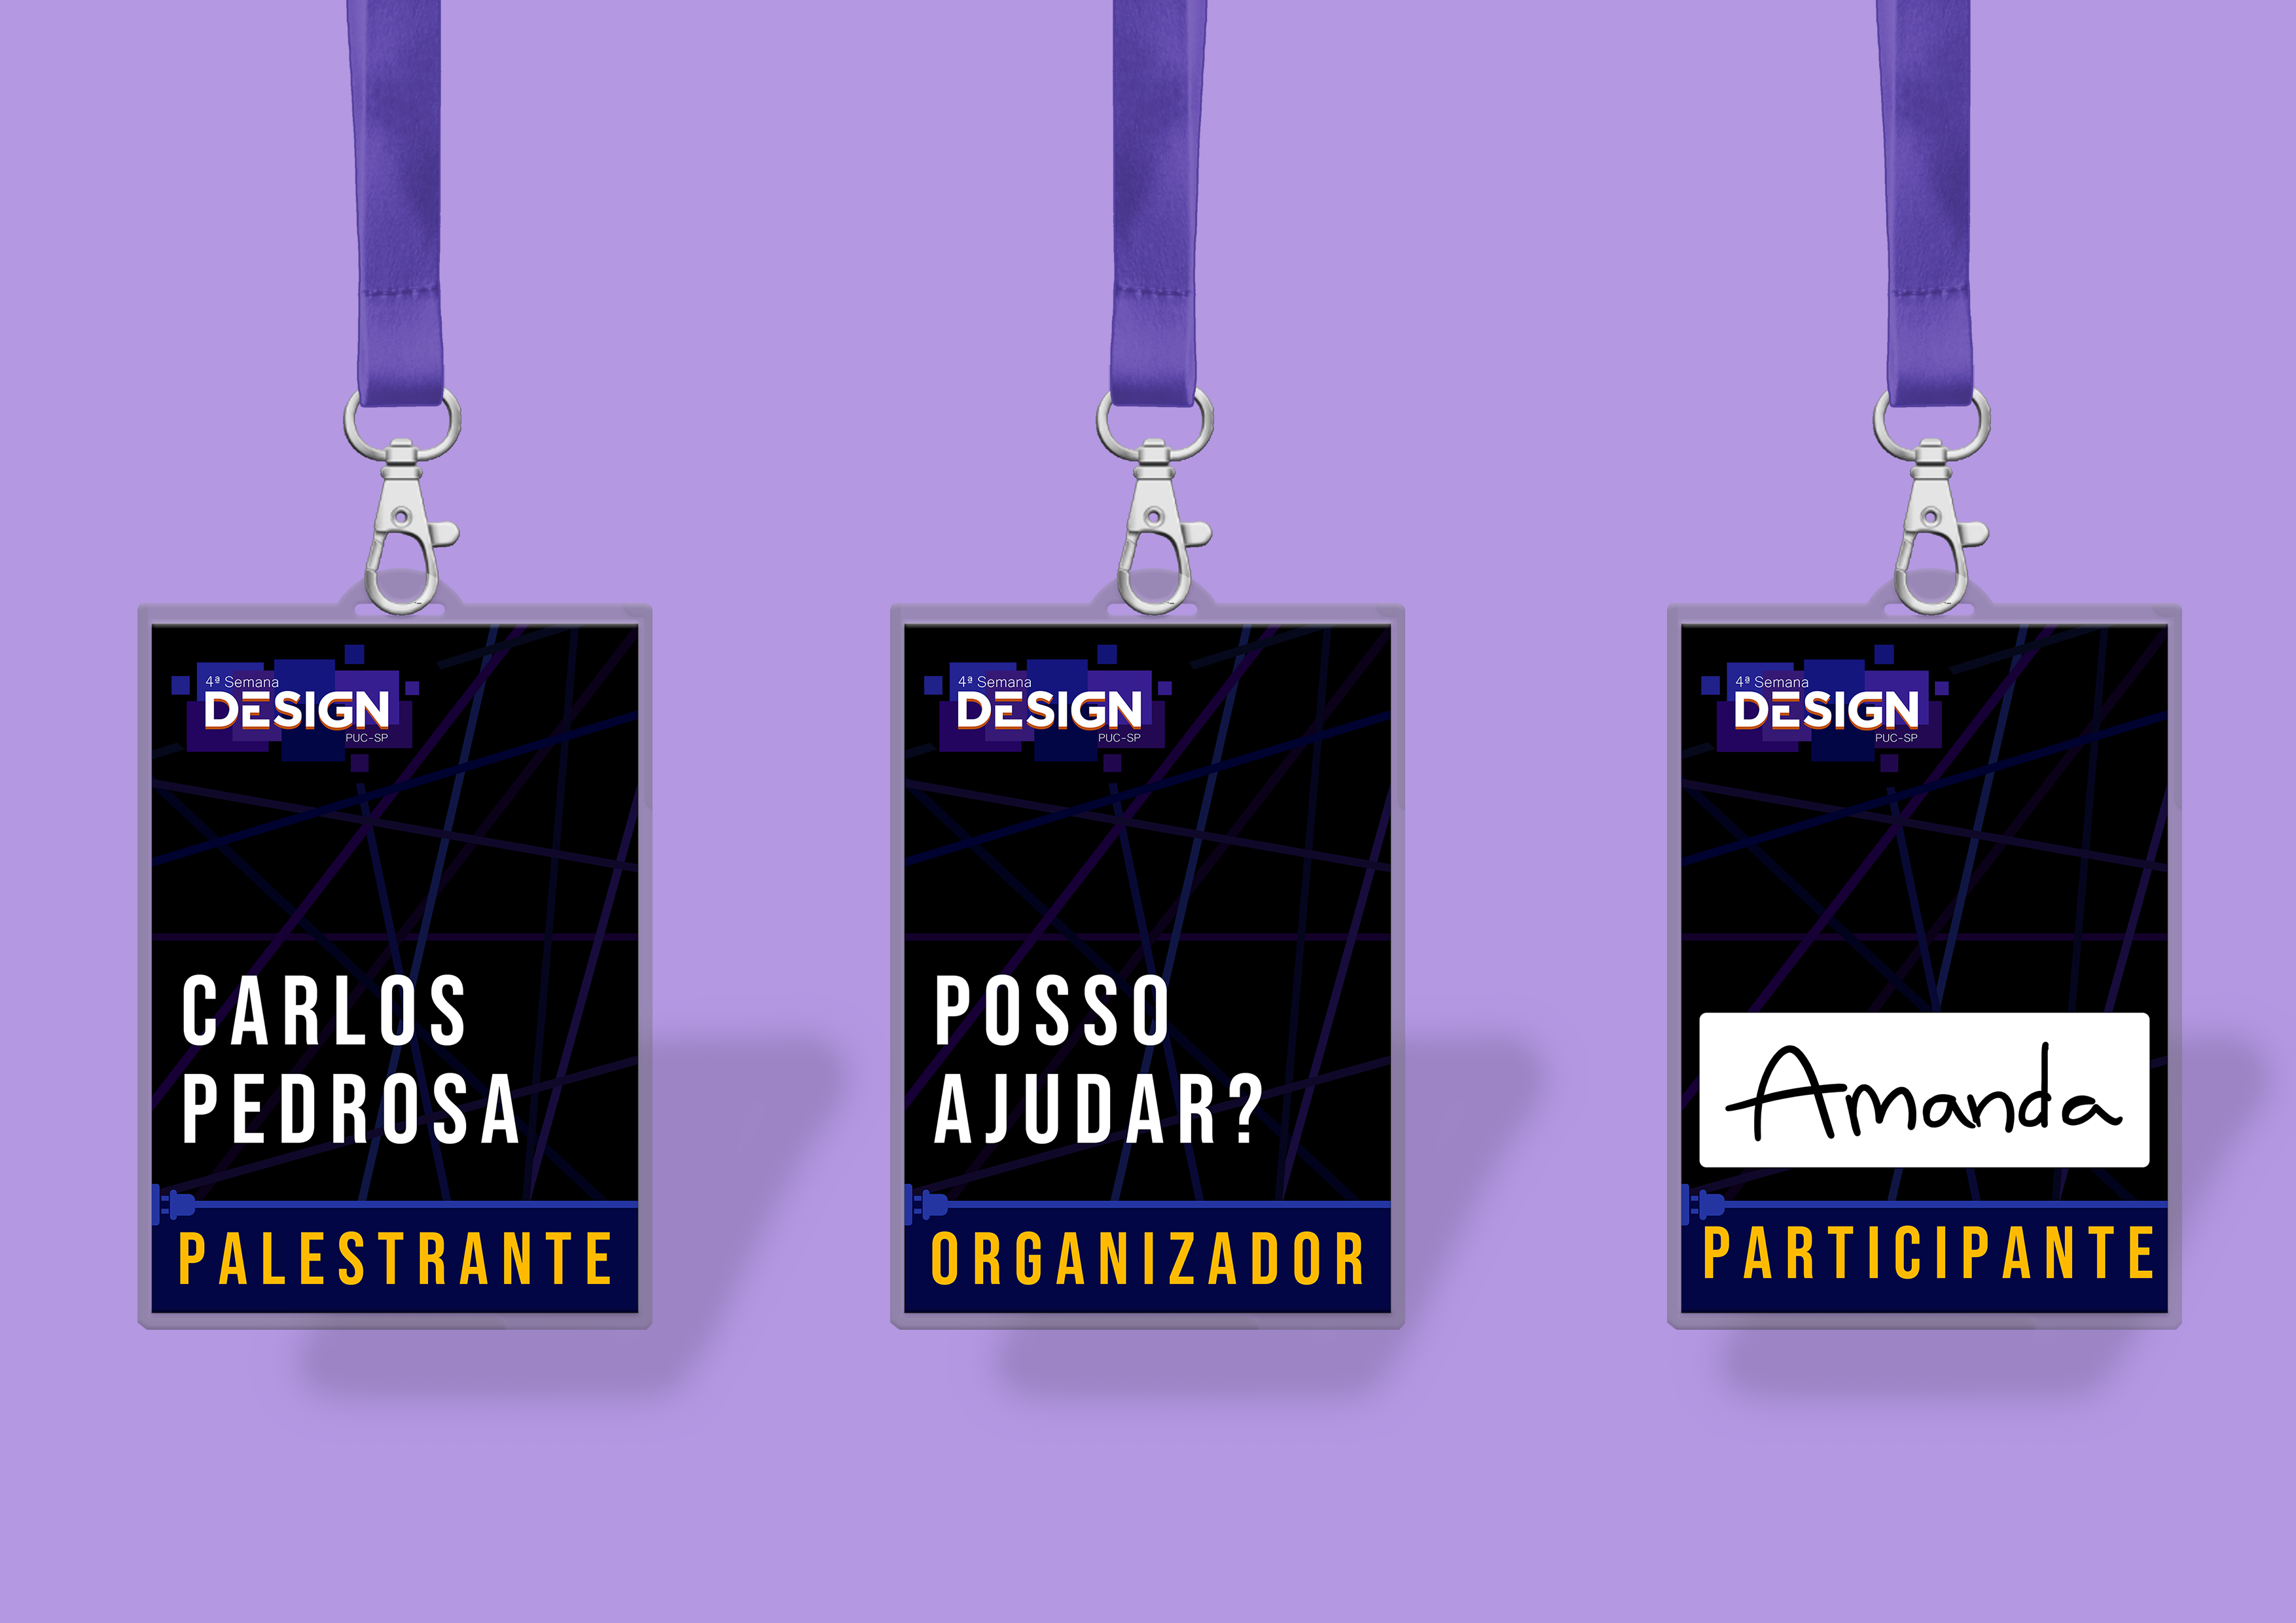 4ª Semana
DESIGN
PUC-SP
CARLOS
PEDROSA
PALESTRANTE
4ª Semana
DESIGN
PUC-SP
POSSO
AJUDAR?
ORGANIZADOR
4ª Semana
DESIGN
PUC-SP
Amanda
PARTICIPANTE